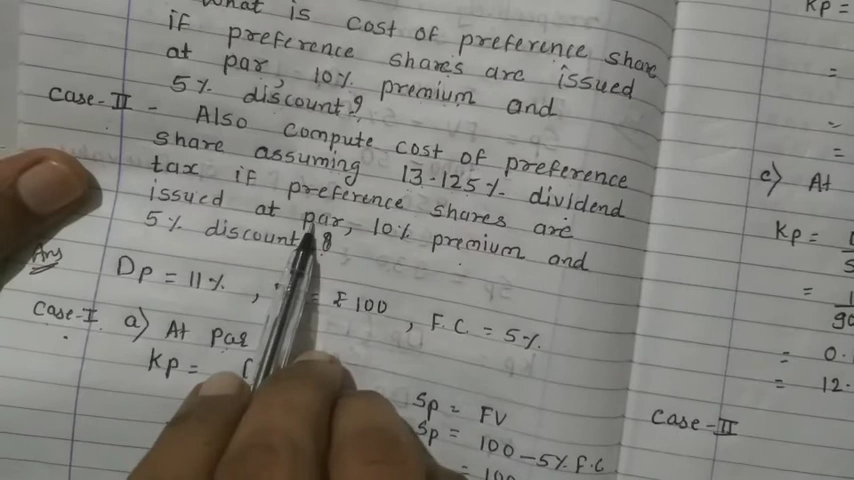 What is cost of preference share
if preference shares are issued
at par, 10% premium and
5% discount?
Case-II - Also compute cost of preference
share assuming 13.125% dividend
tax if preference shares are
issued at par, 10% premium and
5% discount?
Ans
Dp = 11%, = ₹100, F.C. = 5%.
Case-I a) At Par
Kp =
Sp = FV
Sp = 100 - 5% F.C
= 100
Kp =
=
=
=
c) At
Kp =
=
= 0.
= 12.
Case-II